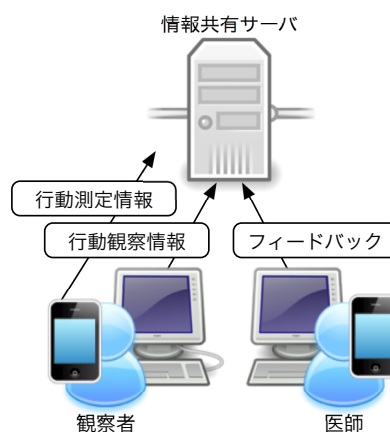 情報共有サーバ
行動測定情報
行動観察情報
フィードバック
観察者
医師